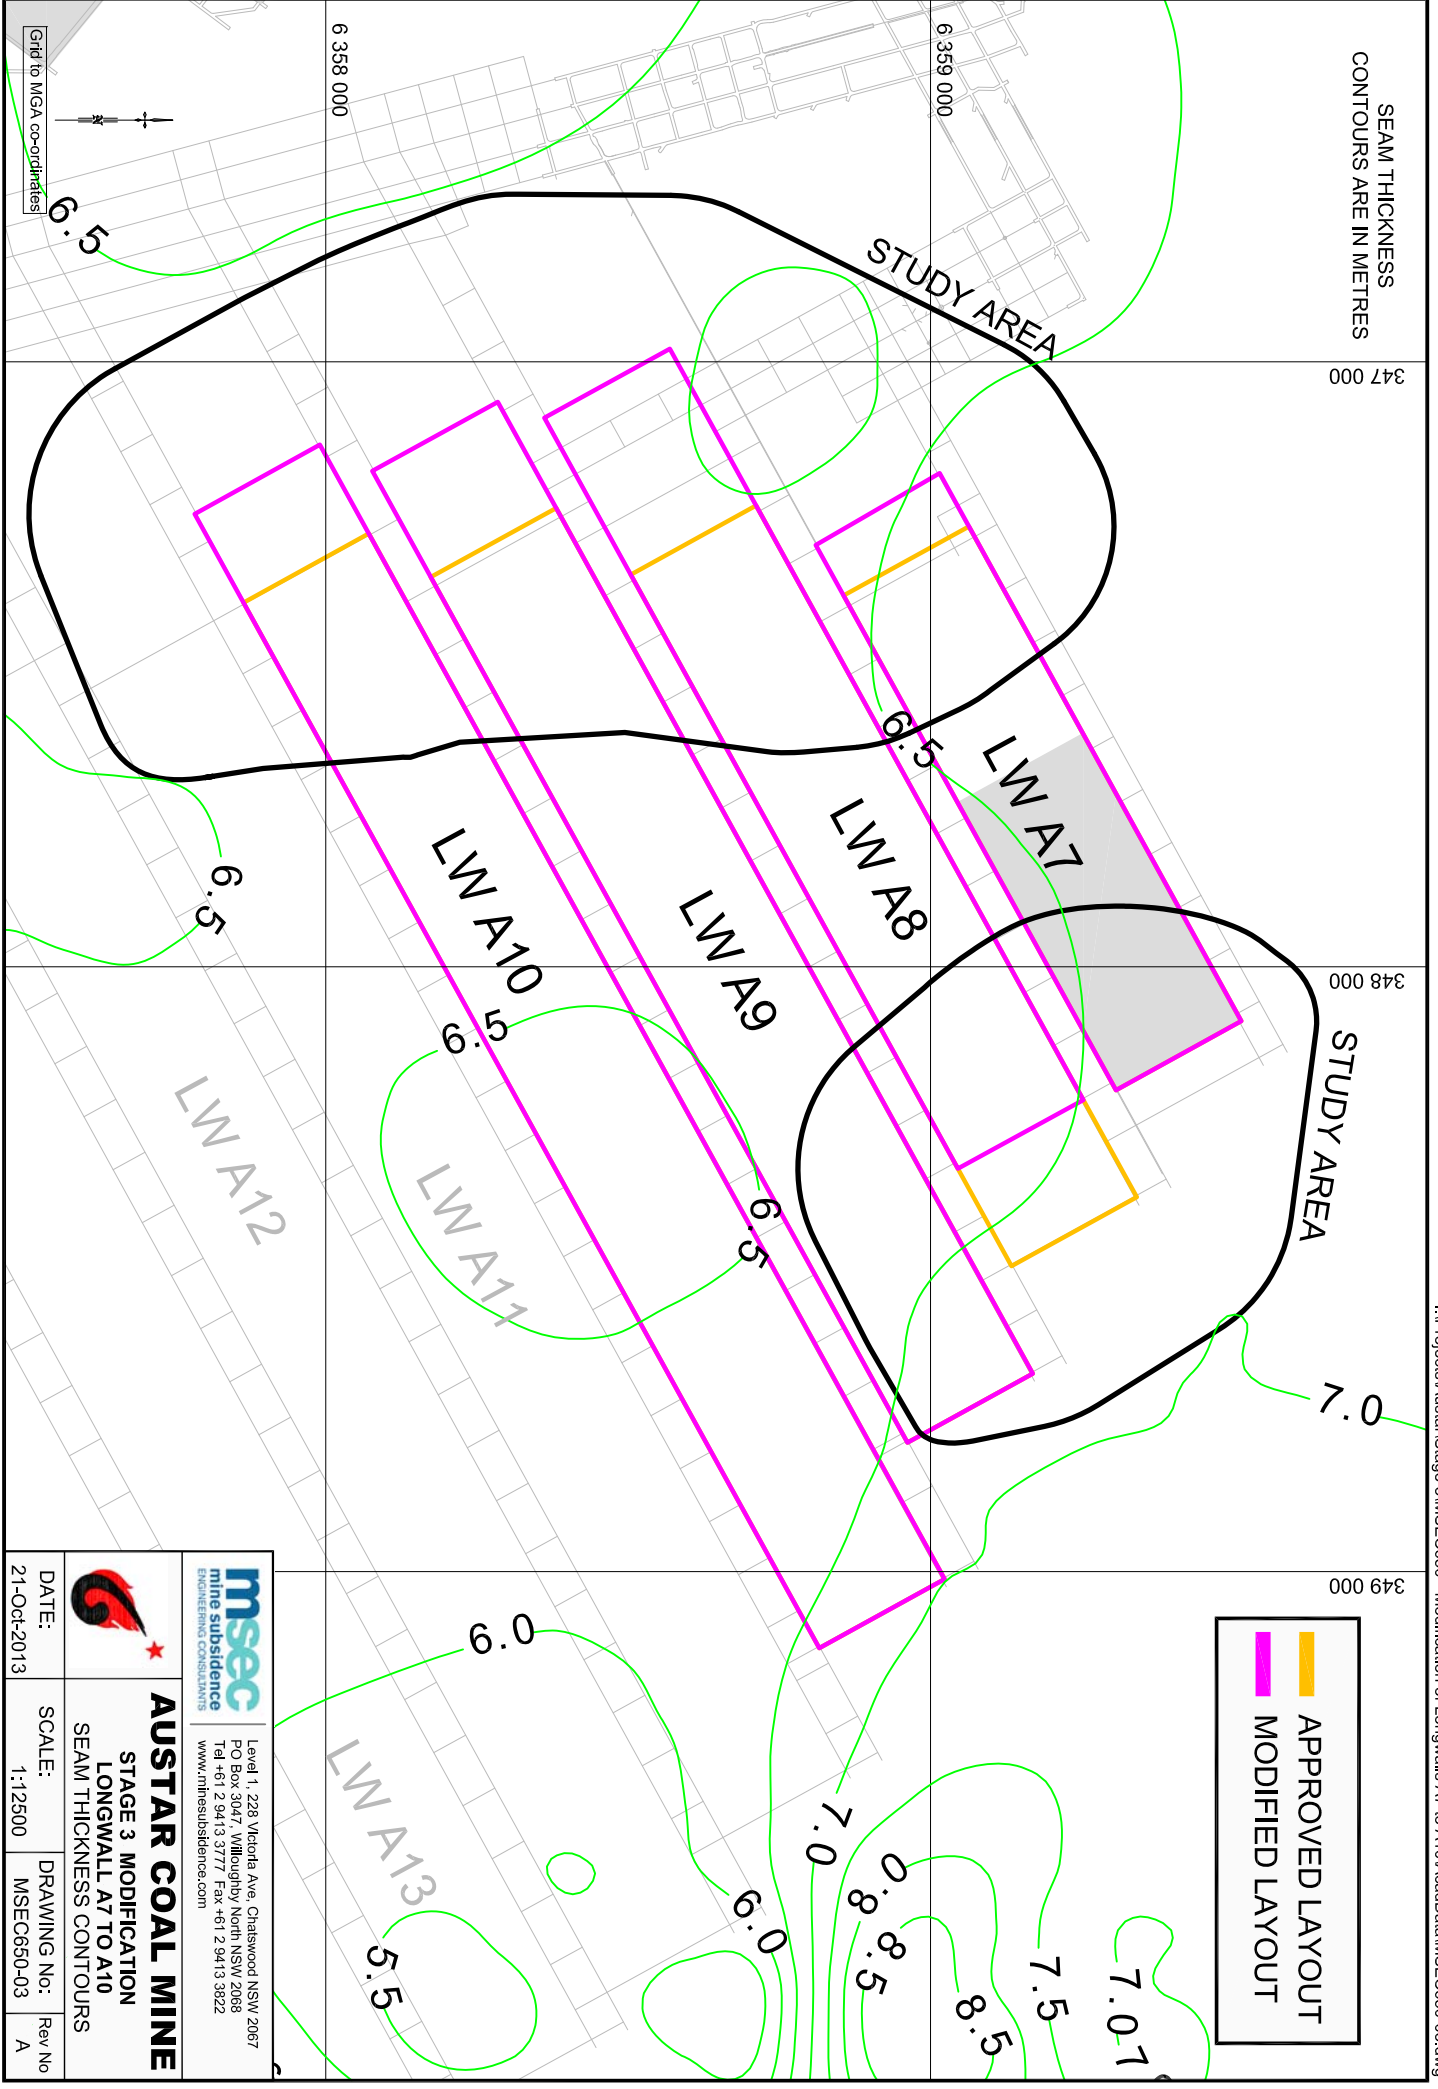 SEAM THICKNESS
CONTOURS ARE IN METRES
6 358 000
6 359 000
347 000
348 000
349 000
Grid to MGA co-ordinates
N
STUDY AREA
STUDY AREA
LW A7
LW A8
LW A9
LW A10
LW A11
LW A12
LW A13
6.5
6.5
6.5
6.5
6.5
7.0
6.0
6.0
5.5
7.0
8.0
8.5
8.5
7.5
7.0
APPROVED LAYOUT
MODIFIED LAYOUT
msec
mine subsidence
ENGINEERING CONSULTANTS
Level 1, 228 Victoria Ave, Chatswood NSW 2067
PO Box 3047, Willoughby North NSW 2068
Tel +61 2 9413 3777 Fax +61 2 9413 3822
www.minesubsidence.com
AUSTAR COAL MINE
STAGE 3 MODIFICATION
LONGWALL A7 TO A10
SEAM THICKNESS CONTOURS
DATE:
21-Oct-2013
SCALE:
1:12500
DRAWING No:
MSEC650-03
Rev No
A